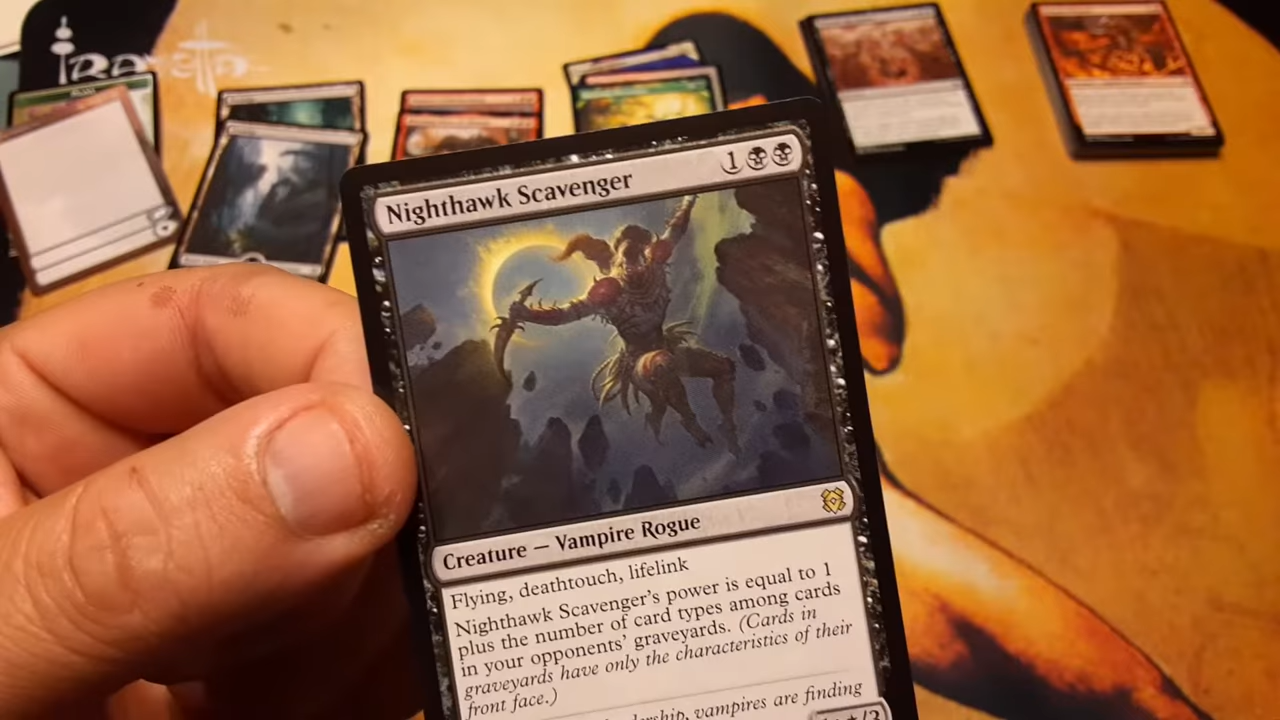 Nighthawk Scavenger
1
Creature — Vampire Rogue
Flying, deathtouch, lifelink
Nighthawk Scavenger's power is equal to 1
plus the number of card types among cards
in your opponents' graveyards. (Cards in
graveyards have only the characteristics of their
front face.)
vampires are finding